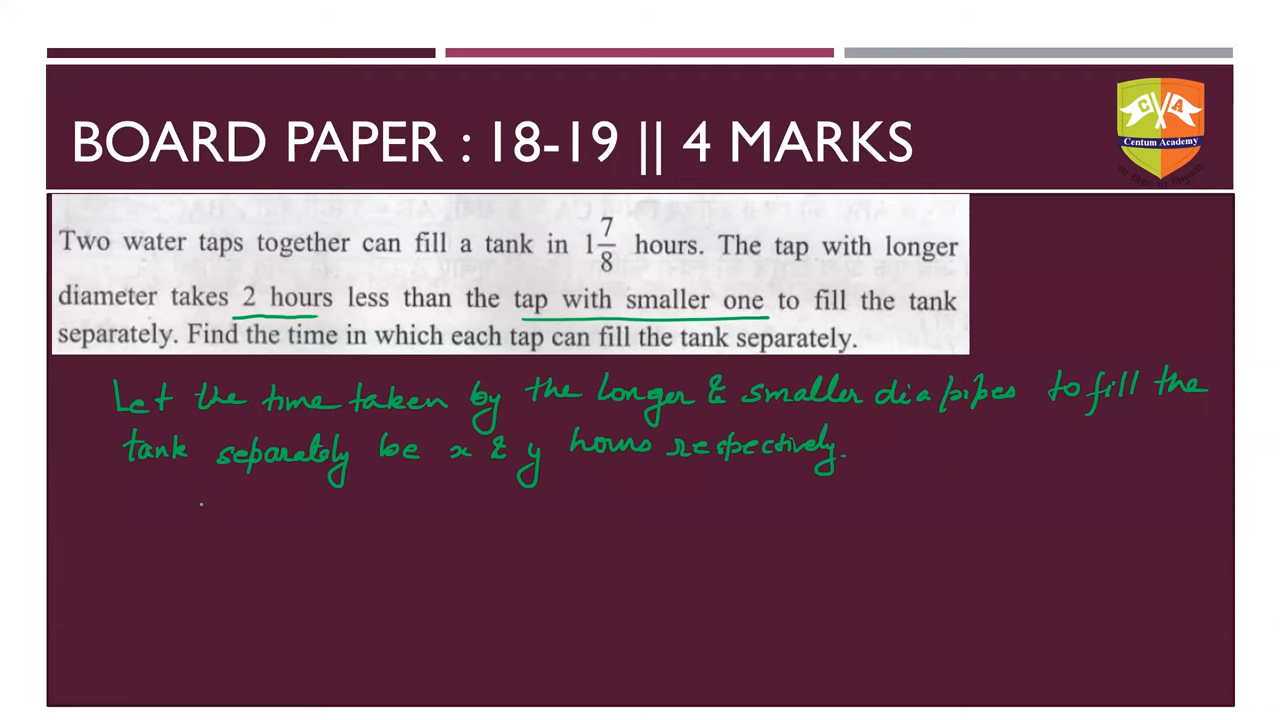 BOARD PAPER : 18-19 || 4 MARKS
C A
Centum Academy
Two water taps together can fill a tank in 1 7/8 hours. The tap with longer
diameter takes 2 hours less than the tap with smaller one to fill the tank
separately. Find the time in which each tap can fill the tank separately.
Let the time taken by the Longer & smaller dia pipes to fill the
tank separately be x & y hours respectively.